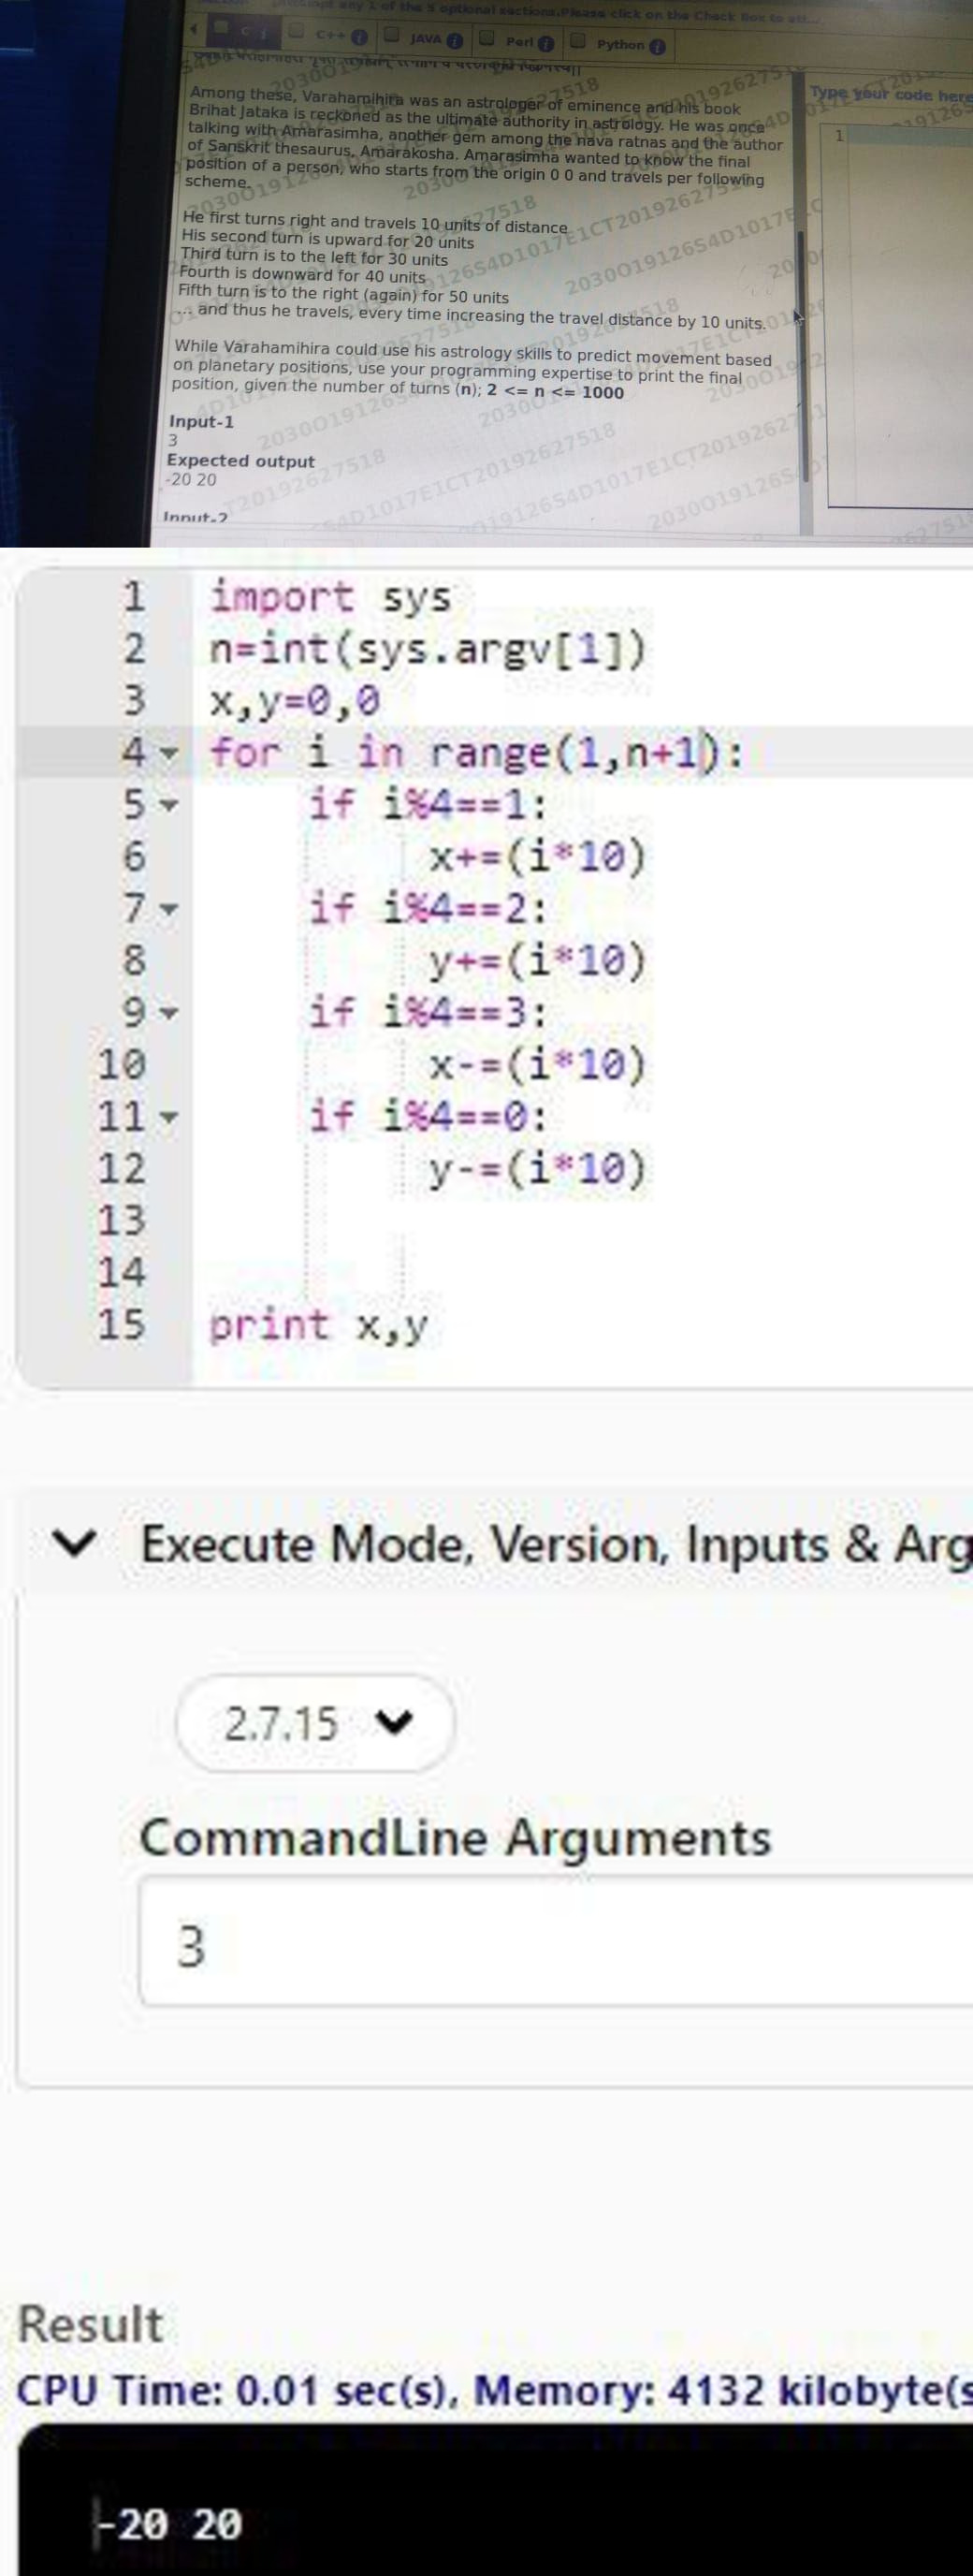 any 1 of the 5 optional sections.Please click on the Check Box to att...
C i C++ i JAVA i Perl i Python i
Among these, Varahamihira was an astrologer of eminence and his book
Brihat Jataka is reckoned as the ultimate authority in astrology. He was once
talking with Amarasimha, another gem among the nava ratnas and the author
of Sanskrit thesaurus, Amarakosha. Amarasimha wanted to know the final
position of a person, who starts from the origin 0 0 and travels per following
scheme.
He first turns right and travels 10 units of distance
His second turn is upward for 20 units
Third turn is to the left for 30 units
Fourth is downward for 40 units
Fifth turn is to the right (again) for 50 units
... and thus he travels, every time increasing the travel distance by 10 units.
While Varahamihira could use his astrology skills to predict movement based
on planetary positions, use your programming expertise to print the final
position, given the number of turns (n); 2 <= n <= 1000
Input-1
3
Expected output
-20 20
Input-2
Type your code here
1
1 import sys
2 n=int(sys.argv[1])
3 x,y=0,0
4 for i in range(1,n+1):
5 if i%4==1:
6 x+=(i*10)
7 if i%4==2:
8 y+=(i*10)
9 if i%4==3:
10 x-=(i*10)
11 if i%4==0:
12 y-=(i*10)
13
14
15 print x,y
Execute Mode, Version, Inputs & Arg
2.7.15
CommandLine Arguments
3
Result
CPU Time: 0.01 sec(s), Memory: 4132 kilobyte(s
-20 20